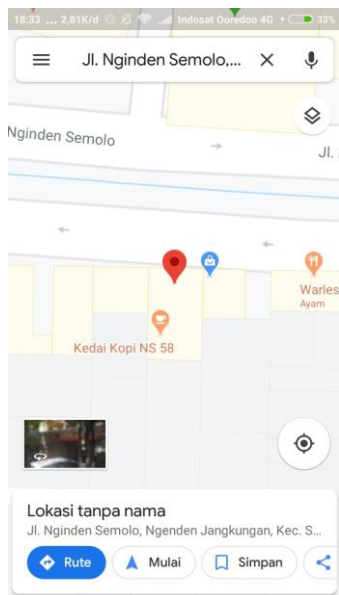 18:33 ... 2,81K/d Indosat Ooredoo 4G 33%
Jl. Nginden Semolo,...
Nginden Semolo
Jl.
Warles
Ayam
Kedai Kopi NS 58
Lokasi tanpa nama
Jl. Nginden Semolo, Ngenden Jangkungan, Kec. S...
Rute
Mulai
Simpan